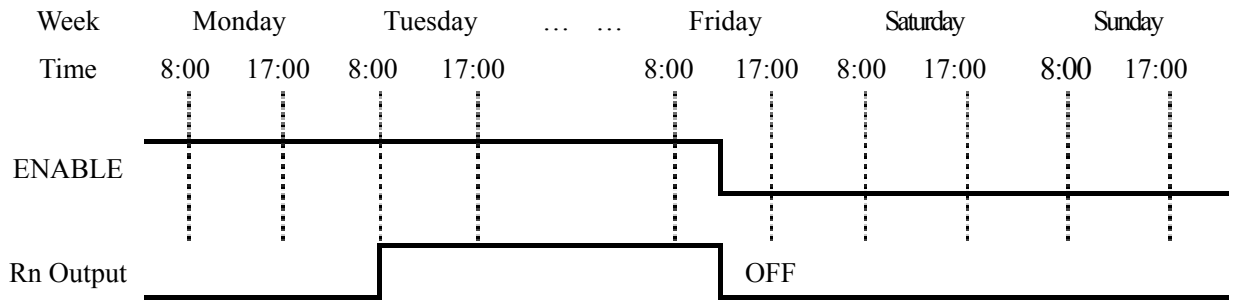 Week Monday Tuesday … … Friday Saturday Sunday
Time 8:00 17:00 8:00 17:00 8:00 17:00 8:00 17:00 8:00 17:00
ENABLE
Rn Output OFF